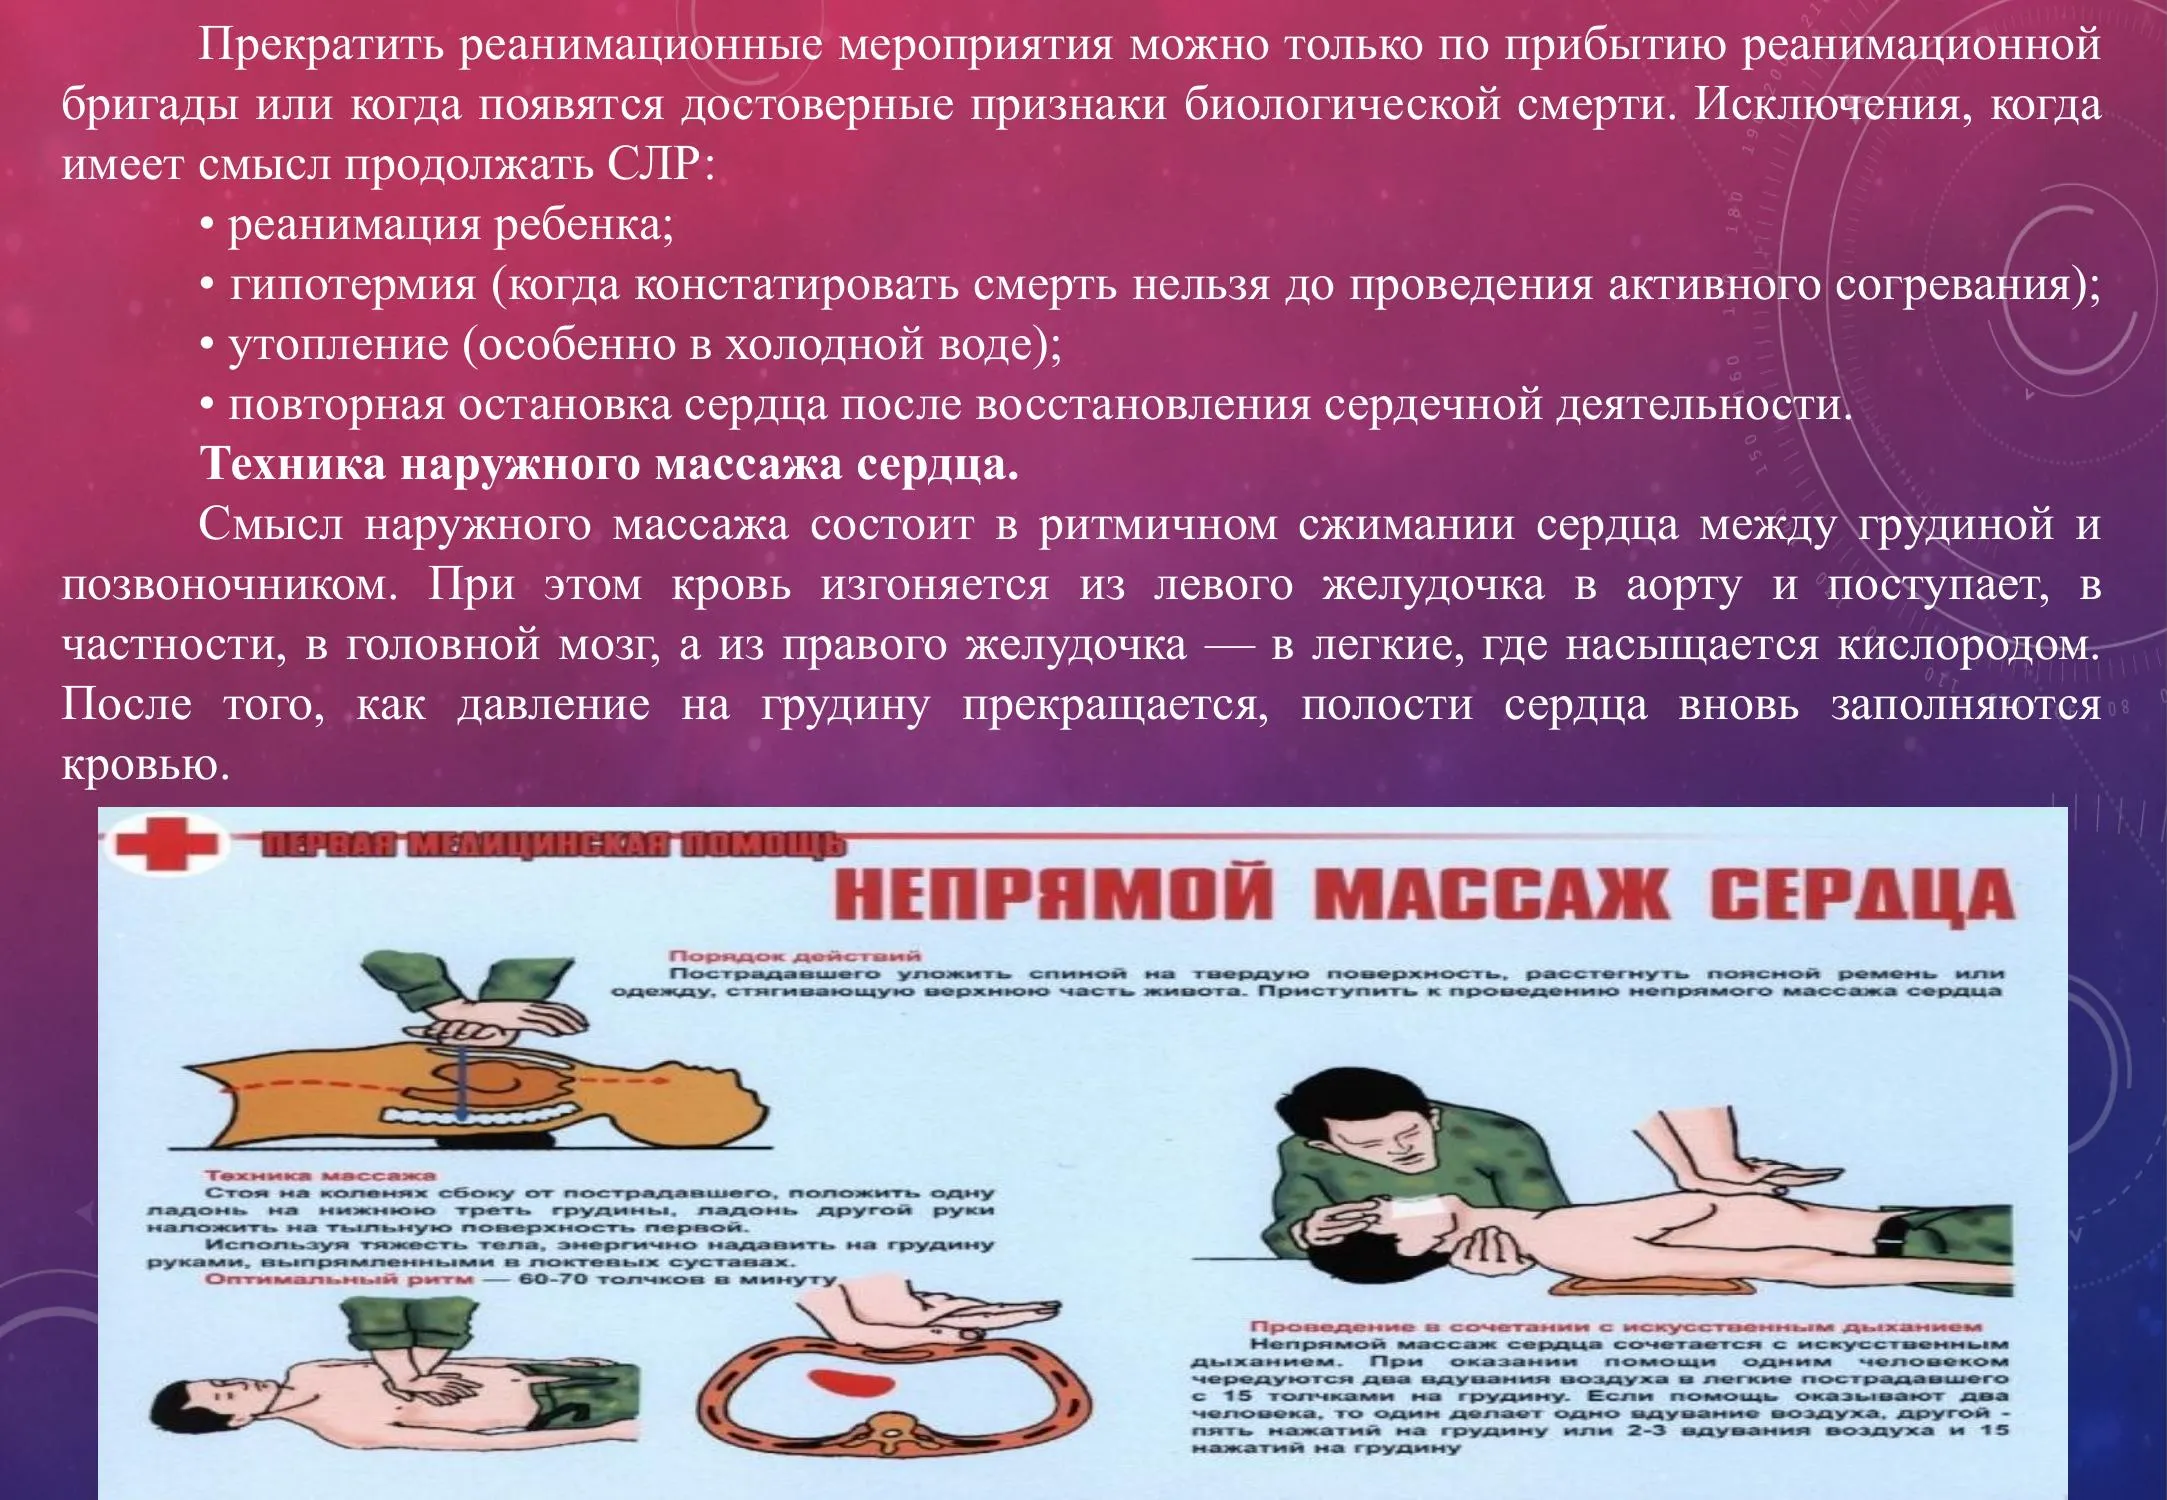 Прекратить реанимационные мероприятия можно только по прибытию реанимационной
бригады или когда появятся достоверные признаки биологической смерти. Исключения, когда
имеет смысл продолжать СЛР:
• реанимация ребенка;
• гипотермия (когда констатировать смерть нельзя до проведения активного согревания);
• утопление (особенно в холодной воде);
• повторная остановка сердца после восстановления сердечной деятельности.
Техника наружного массажа сердца.
Смысл наружного массажа состоит в ритмичном сжимании сердца между грудиной и
позвоночником. При этом кровь изгоняется из левого желудочка в аорту и поступает, в
частности, в головной мозг, а из правого желудочка — в легкие, где насыщается кислородом.
После того, как давление на грудину прекращается, полости сердца вновь заполняются
кровью.
ПЕРВАЯ МЕДИЦИНСКАЯ ПОМОЩЬ
НЕПРЯМОЙ МАССАЖ СЕРДЦА
Порядок действий
Пострадавшего уложить спиной на твердую поверхность, расстегнуть поясной ремень или
одежду, стягивающую верхнюю часть живота. Приступить к проведению непрямого массажа сердца
Техника массажа
Стоя на коленях сбоку от пострадавшего, положить одну
ладонь на нижнюю треть грудины, ладонь другой руки
наложить на тыльную поверхность первой.
Используя тяжесть тела, энергично надавить на грудину
руками, выпрямленными в локтевых суставах.
Оптимальный ритм — 60-70 толчков в минуту
Проведение в сочетании с искусственным дыханием
Непрямой массаж сердца сочетается с искусственным
дыханием. При оказании помощи одним человеком
чередуются два вдувания воздуха в легкие пострадавшего
с 15 толчками на грудину. Если помощь оказывают два
человека, то один делает одно вдувание воздуха, другой -
пять нажатий на грудину или 2-3 вдувания воздуха и 15
нажатий на грудину